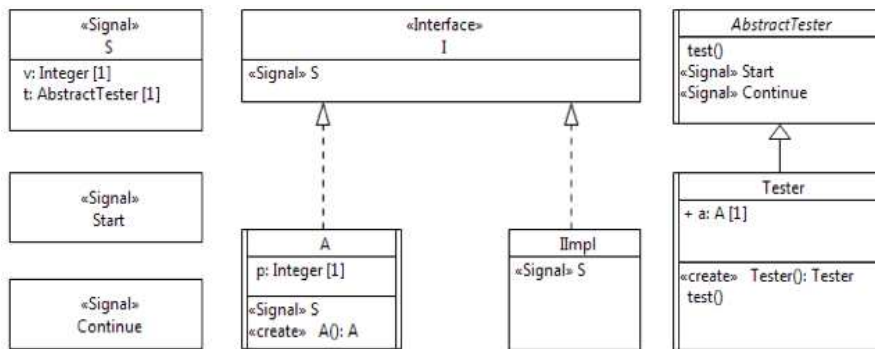 «Signal»
S
v: Integer [1]
t: AbstractTester [1]
«Interface»
I
«Signal» S
AbstractTester
test()
«Signal» Start
«Signal» Continue
«Signal»
Start
«Signal»
Continue
A
p: Integer [1]
«Signal» S
«create» A(): A
IImpl
«Signal» S
Tester
+ a: A [1]
«create» Tester(): Tester
test()